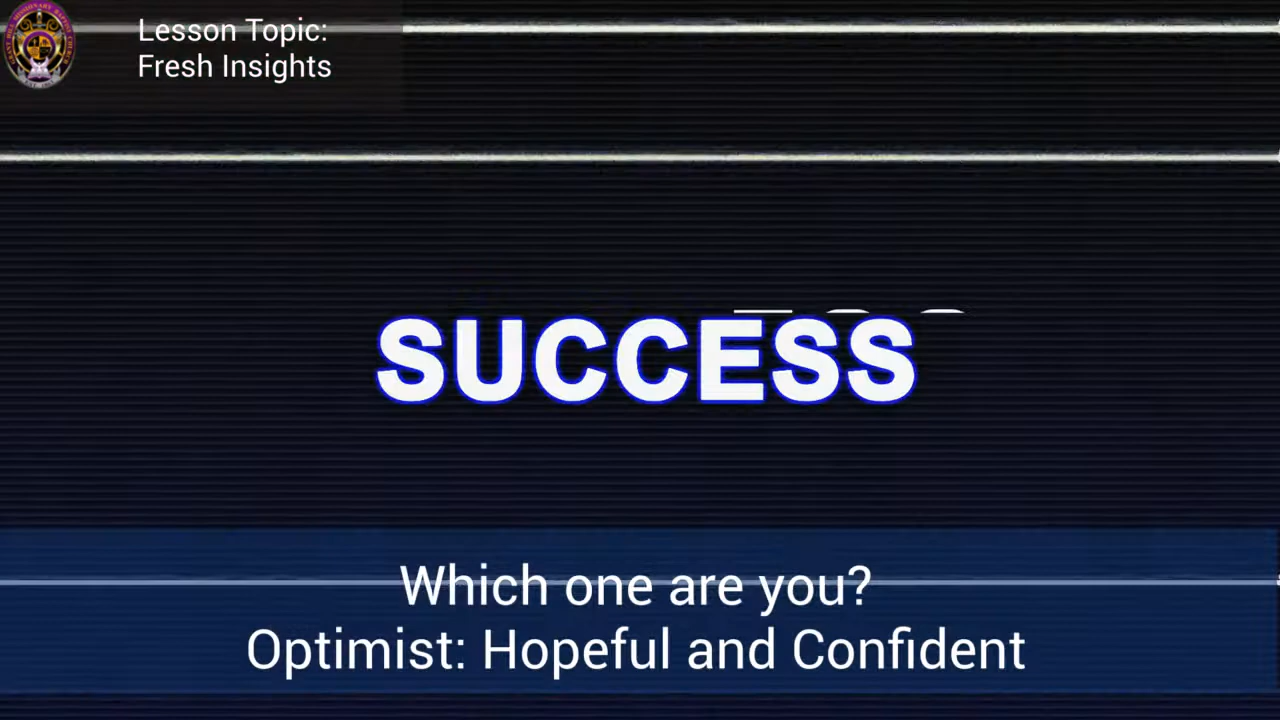 Lesson Topic:
Fresh Insights
SUCCESS
Which one are you?
Optimist: Hopeful and Confident